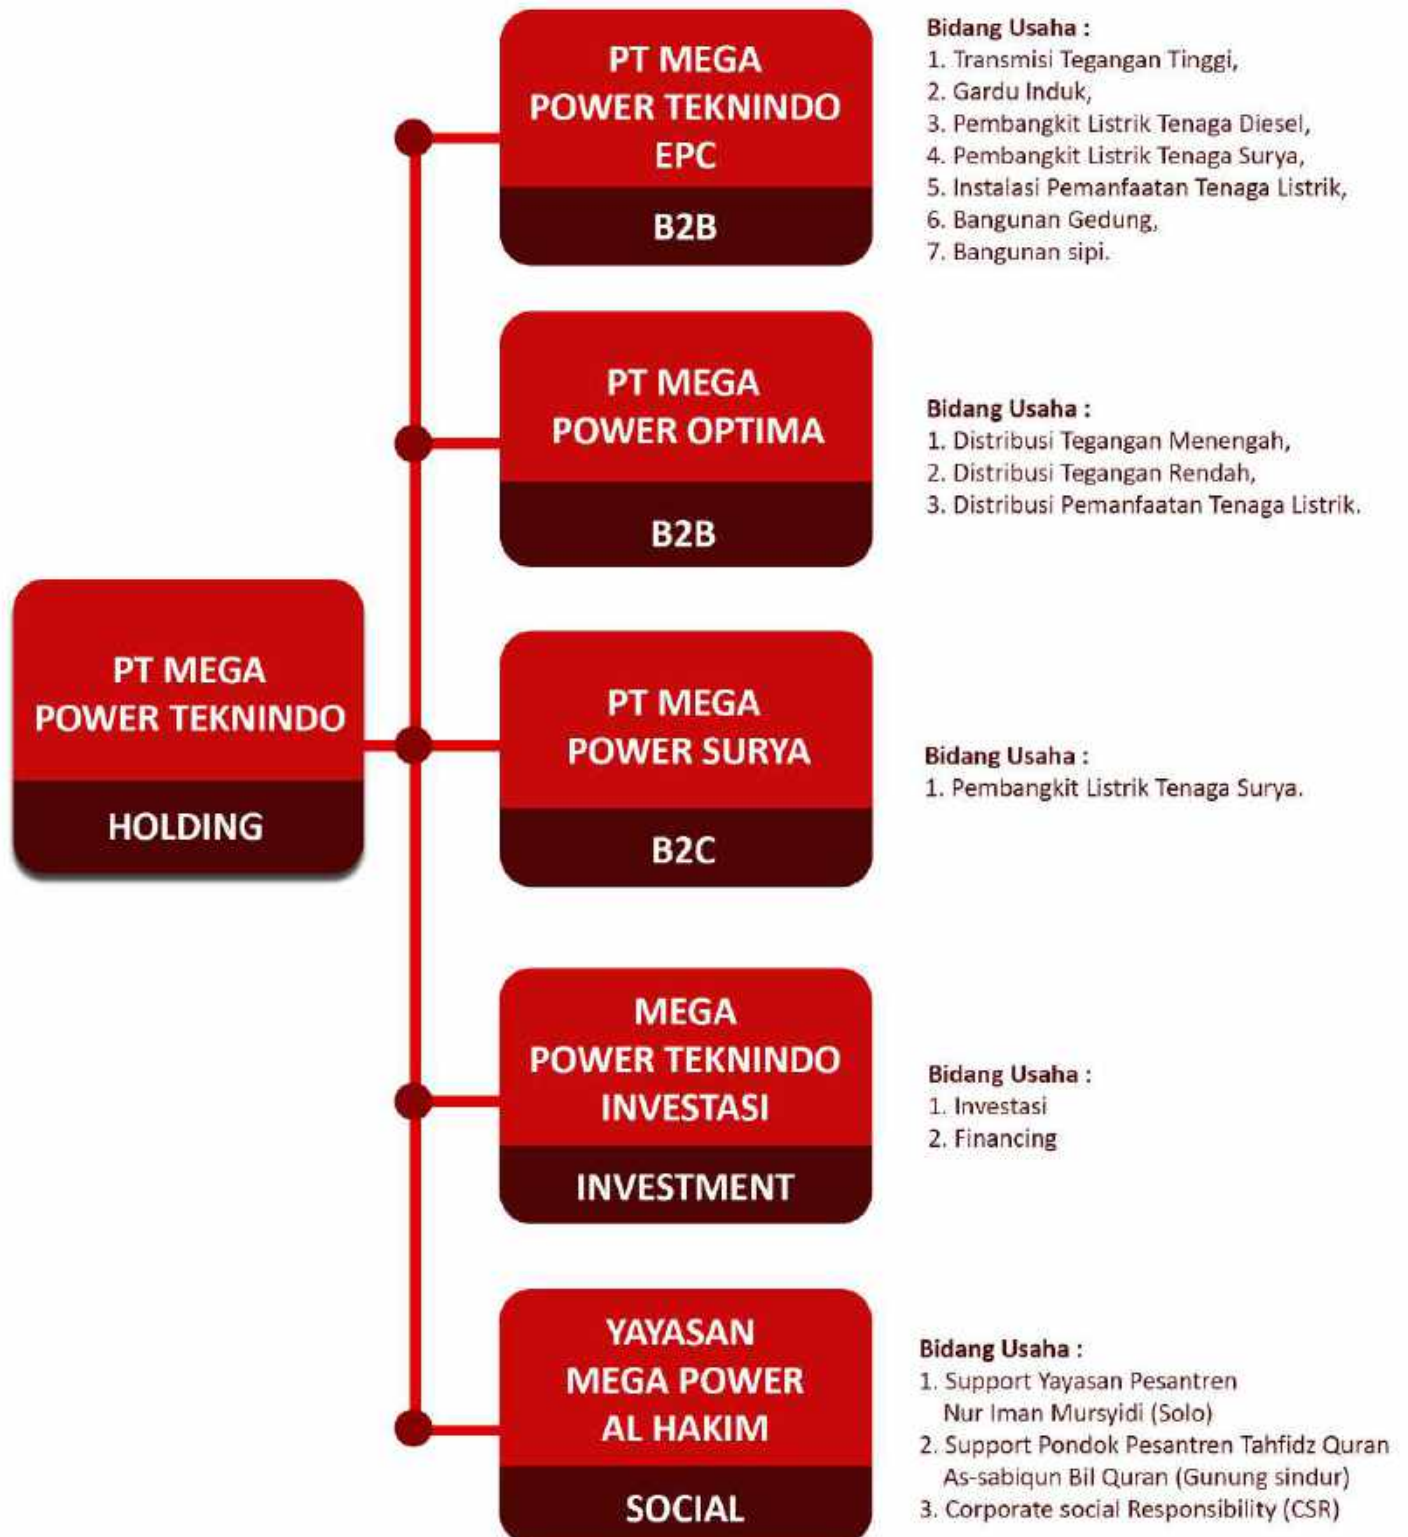 PT MEGA
POWER TEKNINDO
EPC
B2B
Bidang Usaha :
1. Transmisi Tegangan Tinggi,
2. Gardu Induk,
3. Pembangkit Listrik Tenaga Diesel,
4. Pembangkit Listrik Tenaga Surya,
5. Instalasi Pemanfaatan Tenaga Listrik,
6. Bangunan Gedung,
7. Bangunan sipi.
PT MEGA
POWER OPTIMA
B2B
Bidang Usaha :
1. Distribusi Tegangan Menengah,
2. Distribusi Tegangan Rendah,
3. Distribusi Pemanfaatan Tenaga Listrik.
PT MEGA
POWER TEKNINDO
HOLDING
PT MEGA
POWER SURYA
B2C
Bidang Usaha :
1. Pembangkit Listrik Tenaga Surya.
MEGA
POWER TEKNINDO
INVESTASI
INVESTMENT
Bidang Usaha :
1. Investasi
2. Financing
YAYASAN
MEGA POWER
AL HAKIM
SOCIAL
Bidang Usaha :
1. Support Yayasan Pesantren
Nur Iman Mursyidi (Solo)
2. Support Pondok Pesantren Tahfidz Quran
As-sabiqun Bil Quran (Gunung sindur)
3. Corporate social Responsibility (CSR)